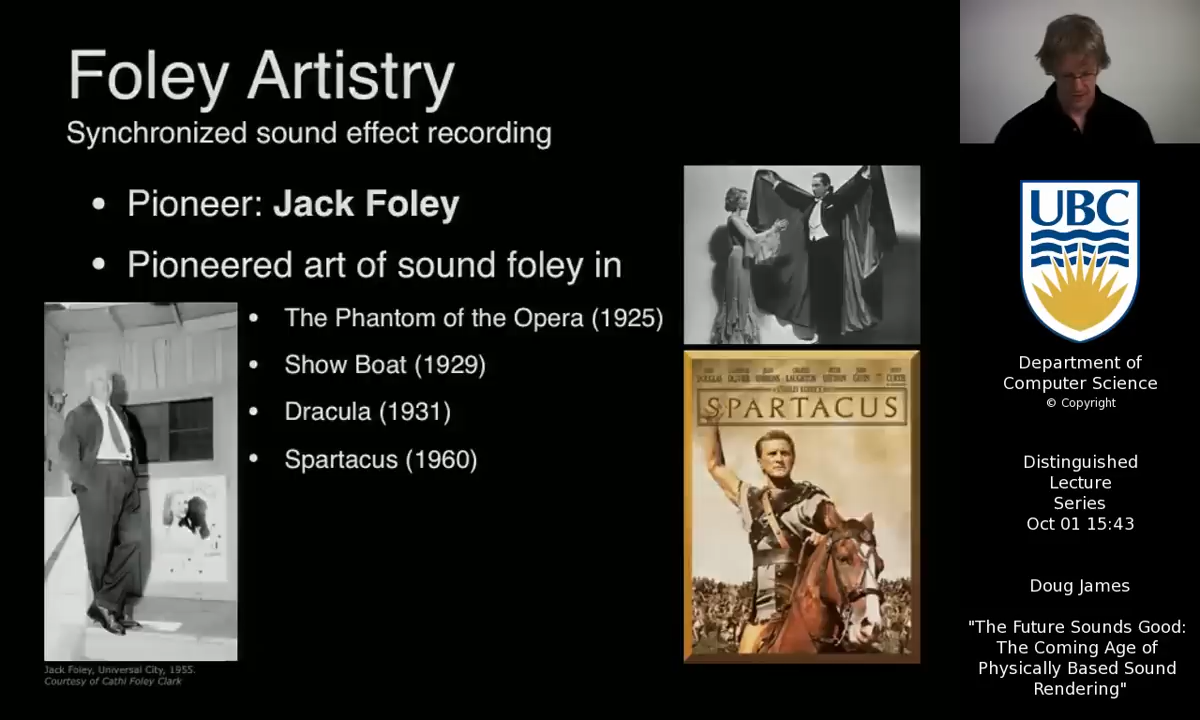 Foley Artistry
Synchronized sound effect recording
• Pioneer: Jack Foley
• Pioneered art of sound foley in
• The Phantom of the Opera (1925)
• Show Boat (1929)
• Dracula (1931)
• Spartacus (1960)
Jack Foley, Universal City, 1955.
Courtesy of Cathi Foley Clark
SPARTACUS
UBC
Department of
Computer Science
© Copyright
Distinguished
Lecture
Series
Oct 01 15:43
Doug James
"The Future Sounds Good:
The Coming Age of
Physically Based Sound
Rendering"